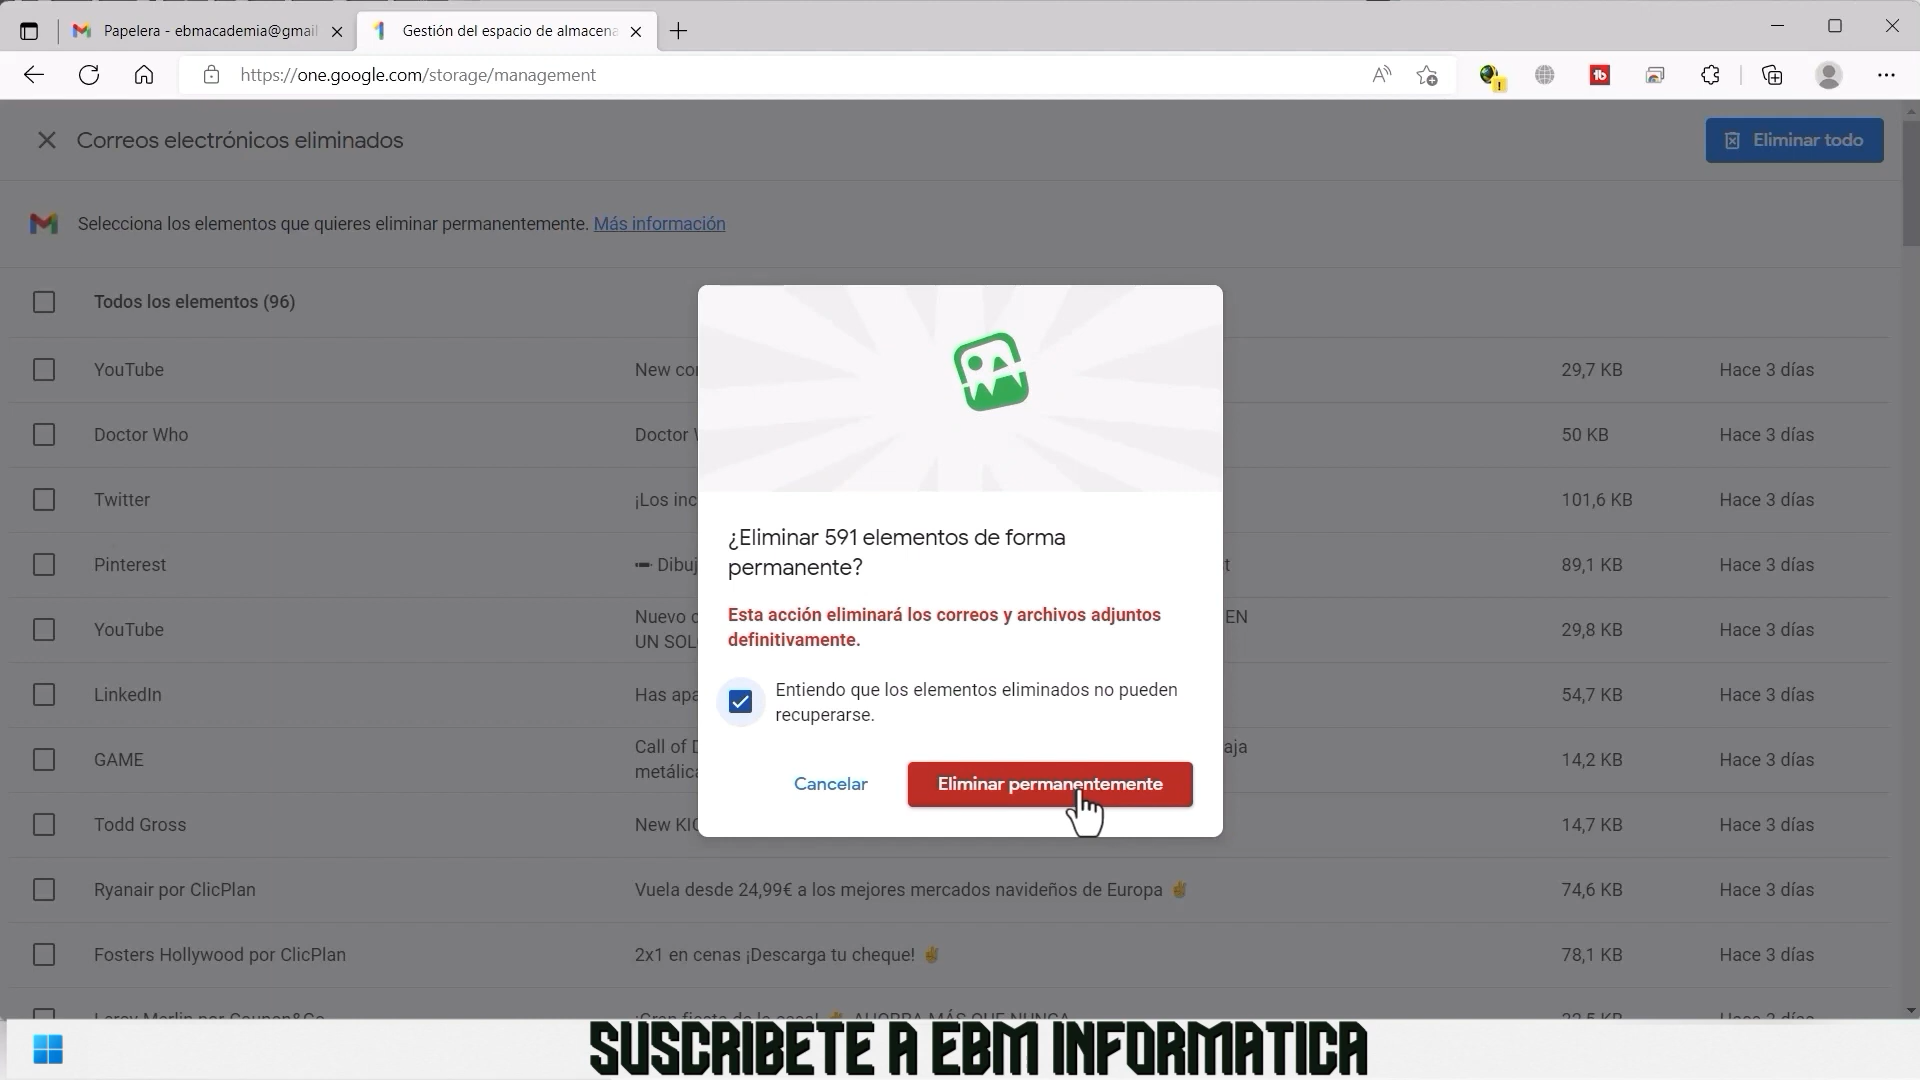 Papelera - ebmacademia@gmail
Gestión del espacio de almacena
https://one.google.com/storage/management
Correos electrónicos eliminados
Eliminar todo
Selecciona los elementos que quieres eliminar permanentemente. Más información
Todos los elementos (96)
YouTube
New con
29,7 KB
Hace 3 días
Doctor Who
Doctor
50 KB
Hace 3 días
Twitter
¡Los inc
101,6 KB
Hace 3 días
Pinterest
Dibuj
t
89,1 KB
Hace 3 días
YouTube
Nuevo
EN
UN SOL
29,8 KB
Hace 3 días
LinkedIn
Has apa
54,7 KB
Hace 3 días
GAME
Call of
aja
metálica
14,2 KB
Hace 3 días
Todd Gross
New KI
14,7 KB
Hace 3 días
Ryanair por ClicPlan
Vuela desde 24,99€ a los mejores mercados navideños de Europa ✌
74,6 KB
Hace 3 días
Fosters Hollywood por ClicPlan
2x1 en cenas ¡Descarga tu cheque! ✌
78,1 KB
Hace 3 días
¿Eliminar 591 elementos de forma
permanente?
Esta acción eliminará los correos y archivos adjuntos
definitivamente.
Entiendo que los elementos eliminados no pueden
recuperarse.
Cancelar
Eliminar permanentemente
SUSCRIBETE A EBM INFORMATICA